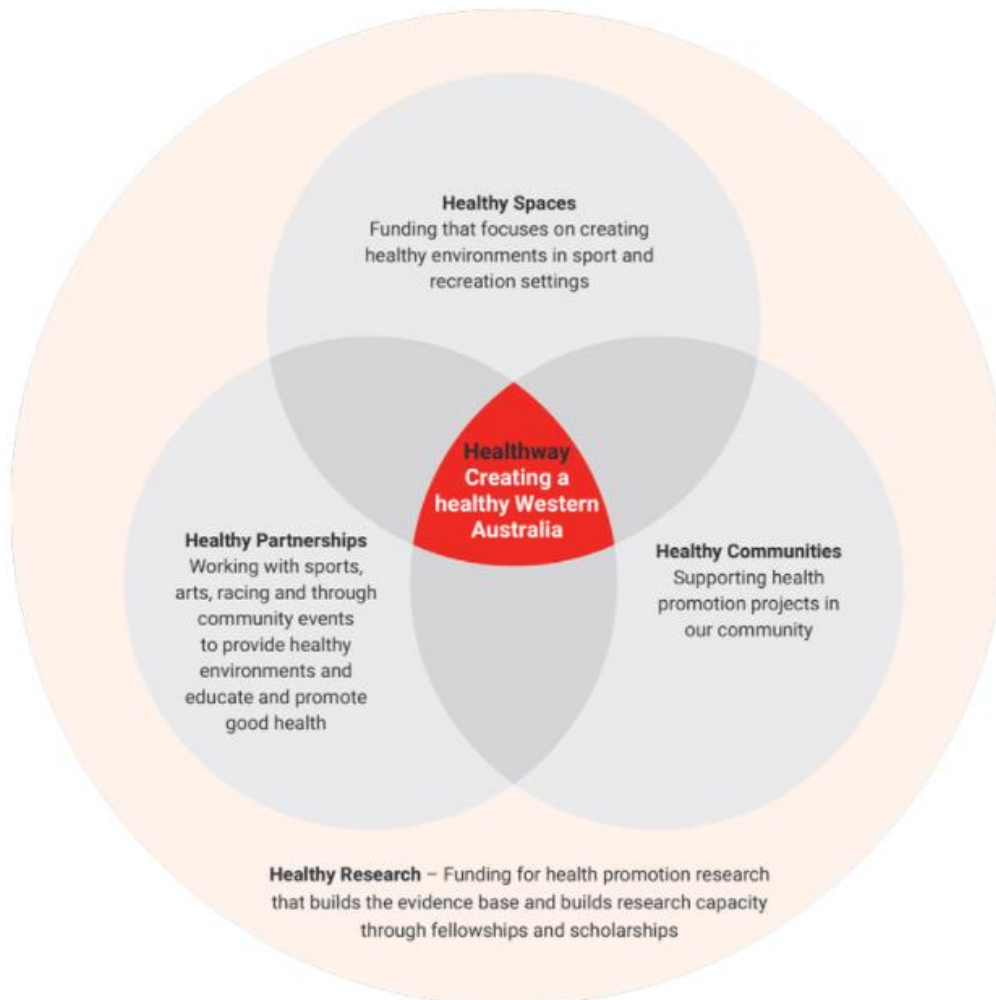 Healthy Spaces
Funding that focuses on creating
healthy environments in sport and
recreation settings
Healthway
Creating a
healthy Western
Australia
Healthy Partnerships
Working with sports,
arts, racing and through
community events
to provide healthy
environments and
educate and promote
good health
Healthy Communities
Supporting health
promotion projects in
our community
Healthy Research – Funding for health promotion research
that builds the evidence base and builds research capacity
through fellowships and scholarships